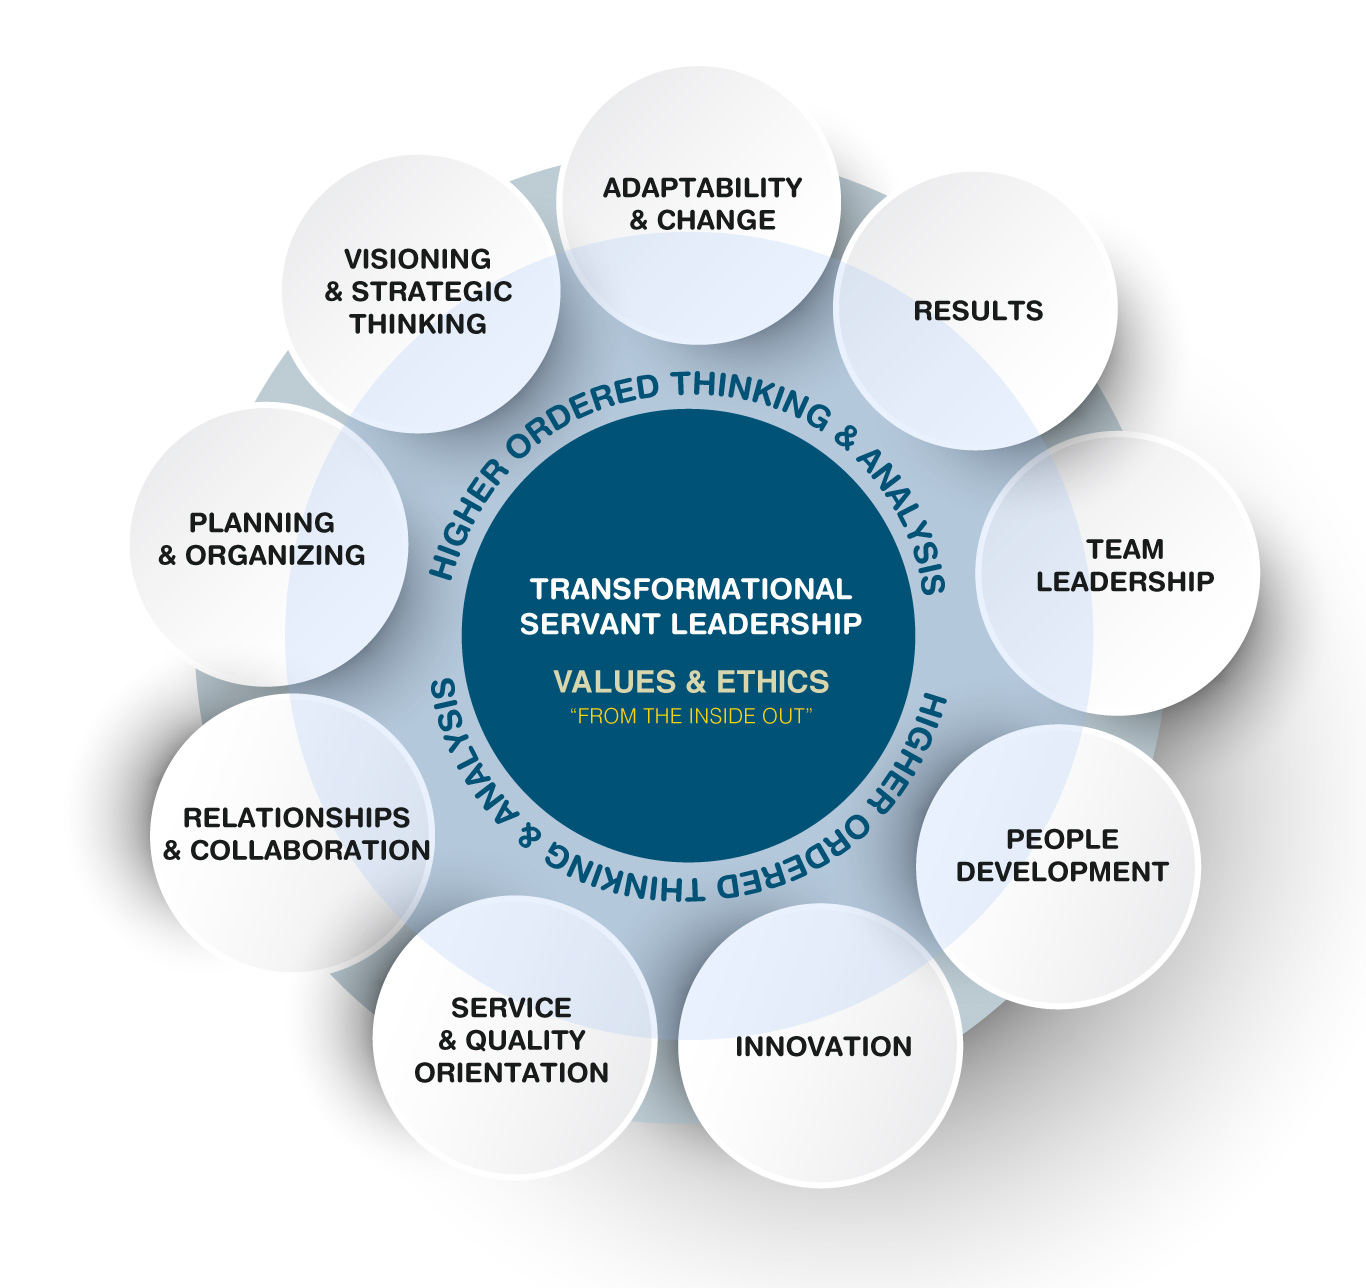 ADAPTABILITY
& CHANGE
RESULTS
TEAM
LEADERSHIP
PEOPLE
DEVELOPMENT
INNOVATION
SERVICE
& QUALITY
ORIENTATION
RELATIONSHIPS
& COLLABORATION
PLANNING
& ORGANIZING
VISIONING
& STRATEGIC
THINKING
HIGHER ORDERED THINKING & ANALYSIS
HIGHER ORDERED THINKING & ANALYSIS
TRANSFORMATIONAL
SERVANT LEADERSHIP
VALUES & ETHICS
“FROM THE INSIDE OUT”